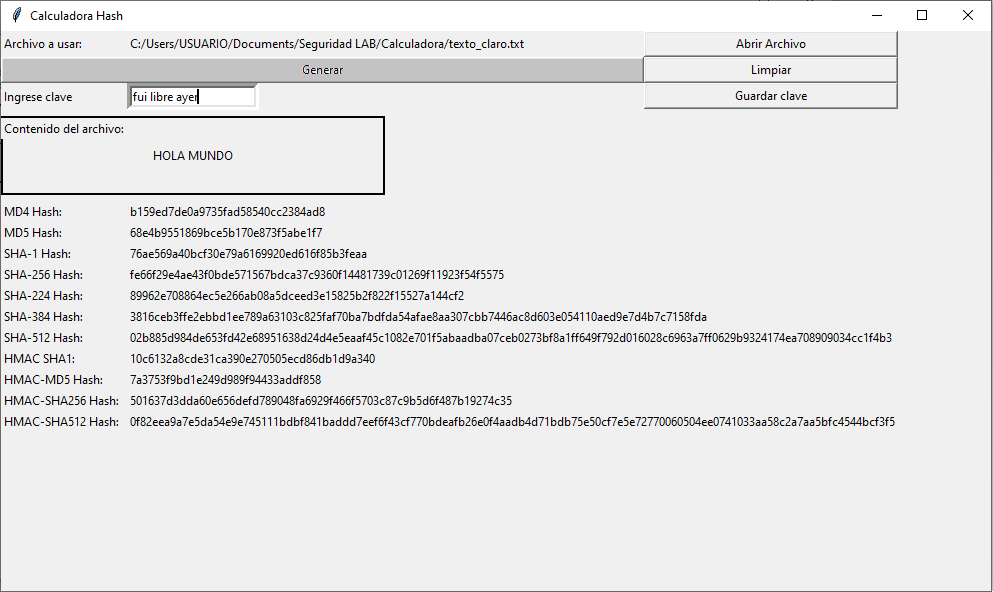 Calculadora Hash
Archivo a usar: C:/Users/USUARIO/Documents/Seguridad LAB/Calculadora/texto_claro.txt Abrir Archivo
Generar Limpiar
Ingrese clave fui libre ayer Guardar clave
Contenido del archivo:
HOLA MUNDO
MD4 Hash: b159ed7de0a9735fad58540cc2384ad8
MD5 Hash: 68e4b9551869bce5b170e873f5abe1f7
SHA-1 Hash: 76ae569a40bcf30e79a6169920ed616f85b3feaa
SHA-256 Hash: fe66f29e4ae43f0bde571567bdca37c9360f14481739c01269f11923f54f5575
SHA-224 Hash: 89962e708864ec5e266ab08a5dceed3e15825b2f822f15527a144cf2
SHA-384 Hash: 3816ceb3ffe2ebbd1ee789a63103c825faf70ba7bdfda54afae8aa307cbb7446ac8d603e054110aed9e7d4b7c7158fda
SHA-512 Hash: 02b885d984de653fd42e68951638d24d4e5eaaf45c1082e701f5abaadba07ceb0273bf8a1ff649f792d016028c6963a7ff0629b9324174ea708909034cc1f4b3
HMAC SHA1: 10c6132a8cde31ca390e270505ecd86db1d9a340
HMAC-MD5 Hash: 7a3753f9bd1e249d989f94433addf858
HMAC-SHA256 Hash: 501637d3dda60e656defd789048fa6929f466f5703c87c9b5d6f487b19274c35
HMAC-SHA512 Hash: 0f82eea9a7e5da54e9e745111bdbf841baddd7eef6f43cf770bdeafb26e0f4aadb4d71bdb75e50cf7e5e72770060504ee0741033aa58c2a7aa5bfc4544bcf3f5